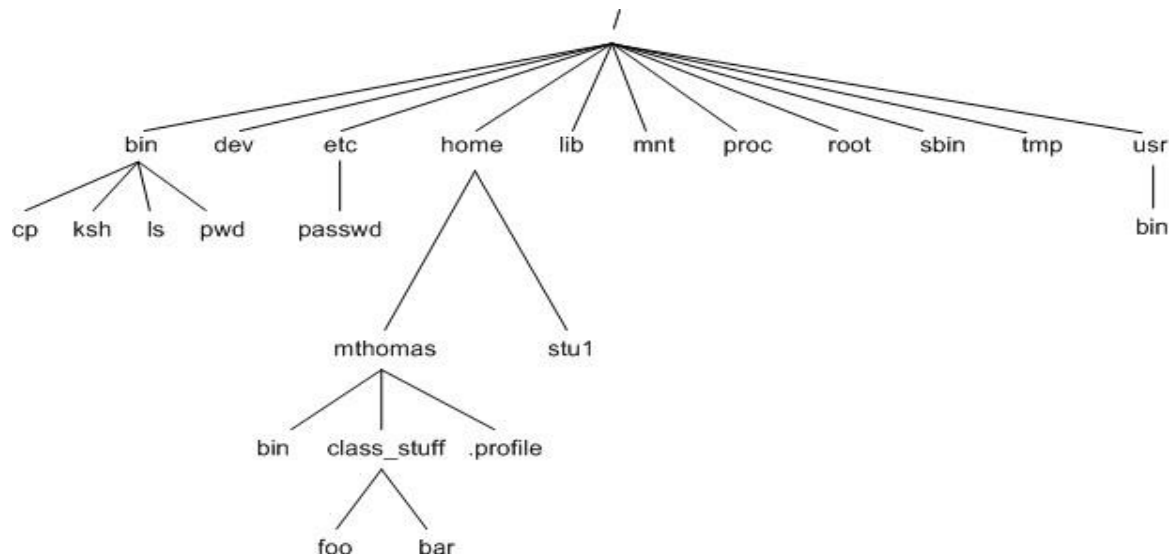 /
bin dev etc home lib mnt proc root sbin tmp usr
cp ksh ls pwd passwd bin
mthomas stu1
bin class_stuff .profile
foo bar